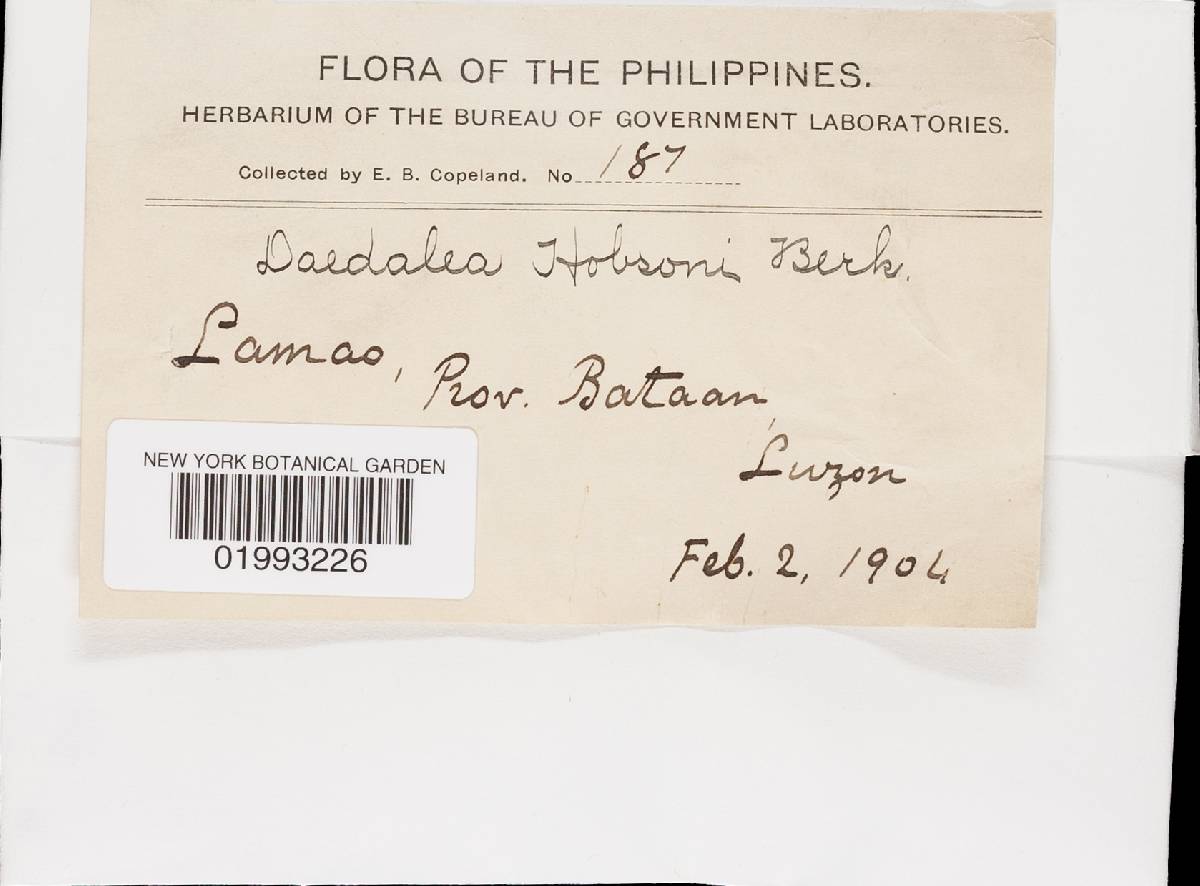 FLORA OF THE PHILIPPINES.
HERBARIUM OF THE BUREAU OF GOVERNMENT LABORATORIES.
Collected by E. B. Copeland. No. 187
Daedalea Hobsoni Berk.
Lamao, Prov. Bataan,
Luzon
Feb. 2, 1904
NEW YORK BOTANICAL GARDEN
01993226